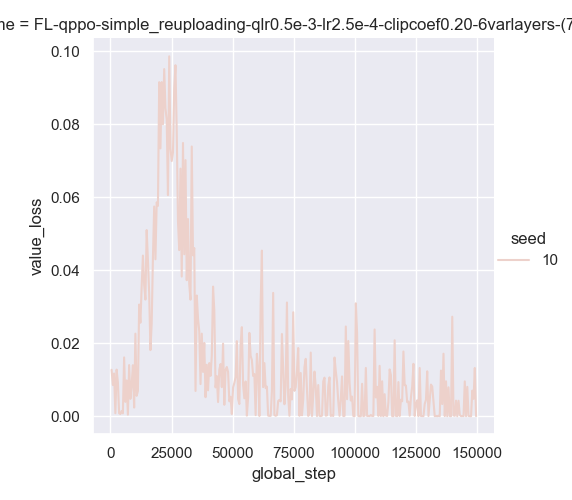 me = FL-qppo-simple_reuploading-qlr0.5e-3-lr2.5e-4-clipcoef0.20-6varlayers-(7
0.10
0.08
0.06
0.04
0.02
0.00
value_loss
0 25000 50000 75000 100000 125000 150000
global_step
seed
10